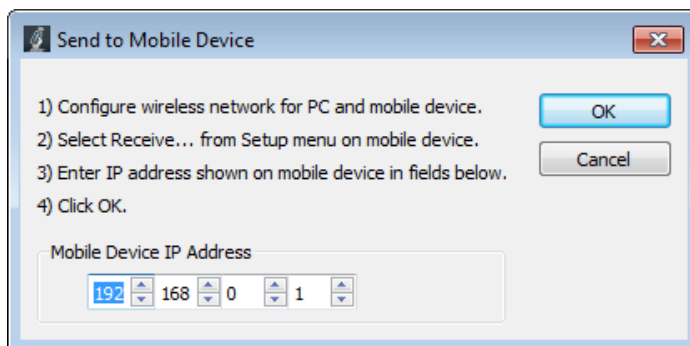 Send to Mobile Device
1) Configure wireless network for PC and mobile device.
2) Select Receive... from Setup menu on mobile device.
3) Enter IP address shown on mobile device in fields below.
4) Click OK.
OK
Cancel
Mobile Device IP Address
192 168 0 1